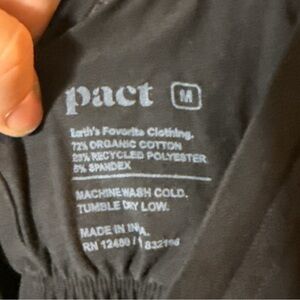 pact M
Earth's Favorite Clothing.
72% ORGANIC COTTON
23% RECYCLED POLYESTER
5% SPANDEX
MACHINE WASH COLD.
TUMBLE DRY LOW.
MADE IN
RN